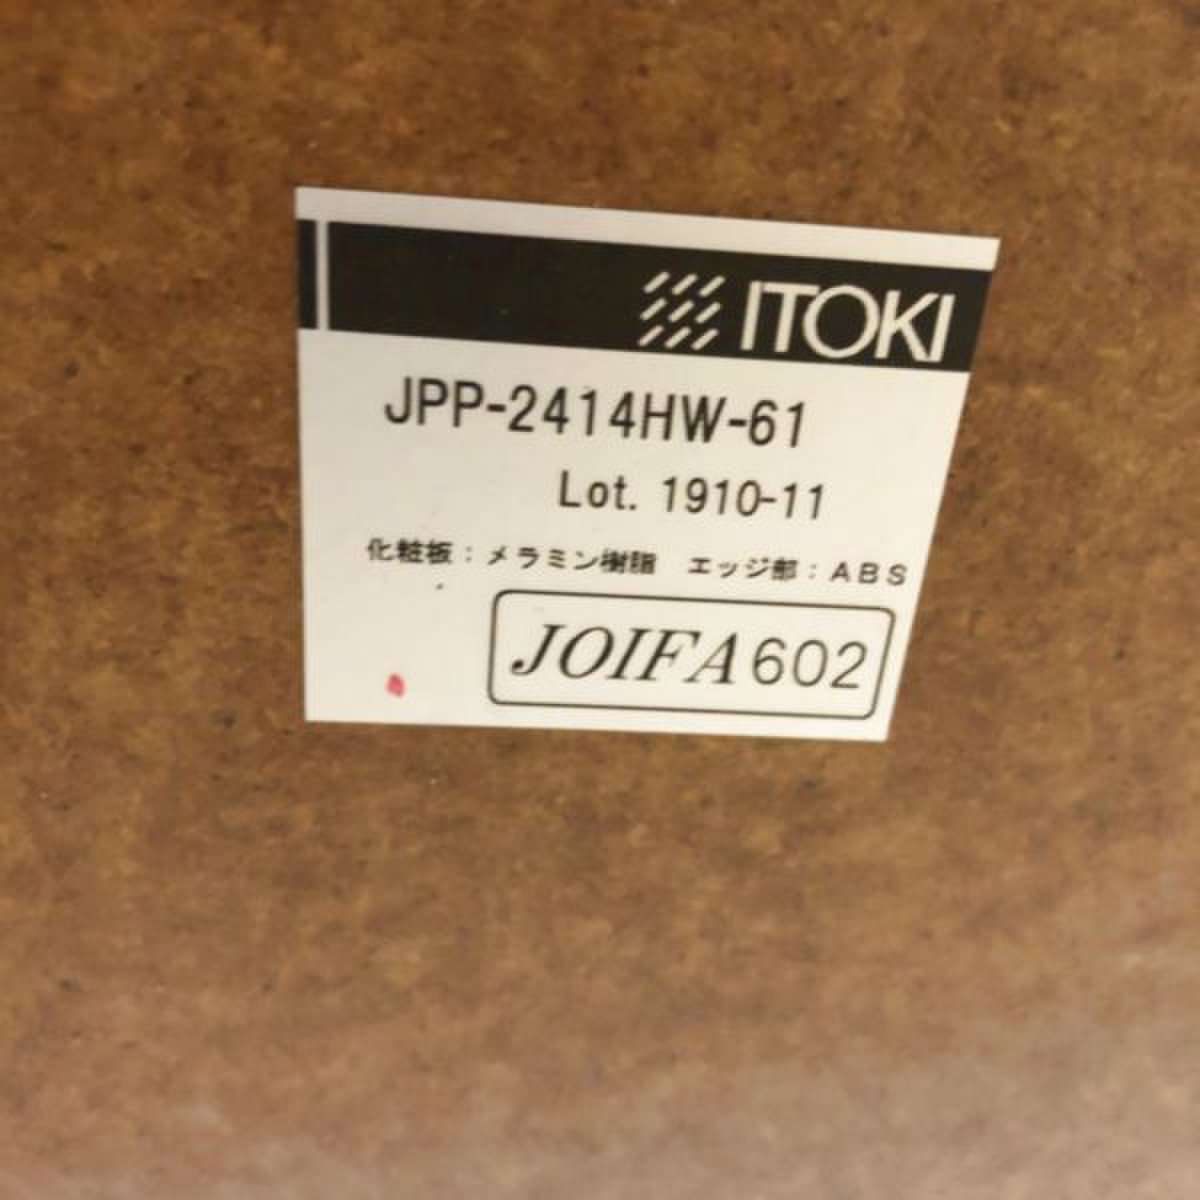 ITOKI
JPP-2414HW-61
Lot. 1910-11
化粧板：メラミン樹脂　エッジ部：ABS
JOIFA602